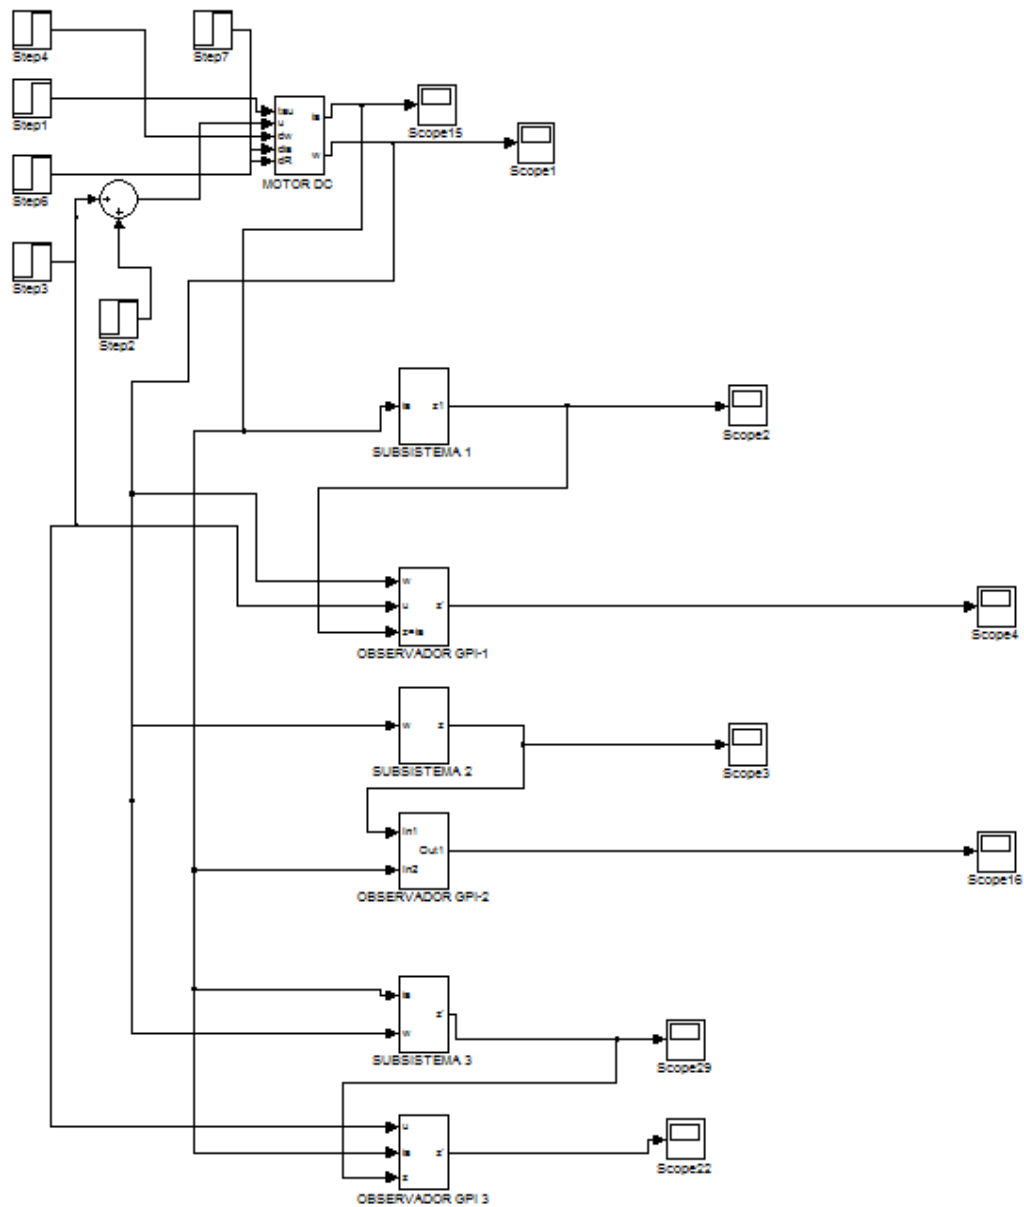 Step4
Step7
Step1
Step6
Step3
Step2
tau
u
dw
dia
dR
ia
w
MOTOR DC
Scope15
Scope1
ia
z1
SUBSISTEMA 1
Scope2
w
u
z=ia
z'
OBSERVADOR GPI-1
Scope4
w
z
SUBSISTEMA 2
Scope3
In1
In2
Out1
OBSERVADOR GPI-2
Scope16
ia
w
z'
SUBSISTEMA 3
Scope29
u
ia
z
z'
OBSERVADOR GPI 3
Scope22